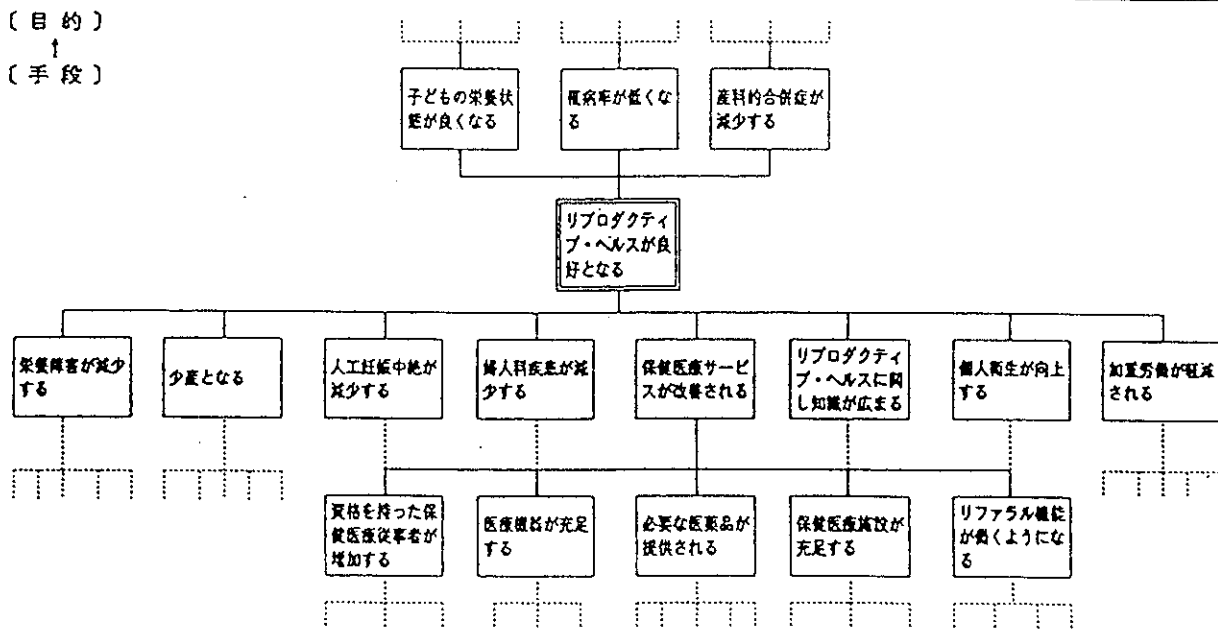 〔目的〕
↑
〔手段〕
子どもの栄養状
態が良くなる
罹病率が低くな
る
産科的合併症が
減少する
リプロダクティ
ブ・ヘルスが良
好となる
栄養障害が減少
する
少産となる
人工妊娠中絶が
減少する
婦人科疾患が減
少する
保健医療サービ
スが改善される
リプロダクティ
ブ・ヘルスに関
し知識が広まる
個人衛生が向上
する
加重労働が軽減
される
資格を持った保
健医療従事者が
増加する
医療機器が充足
する
必要な医薬品が
提供される
保健医療施設が
充足する
リファラル機能
が働くようにな
る